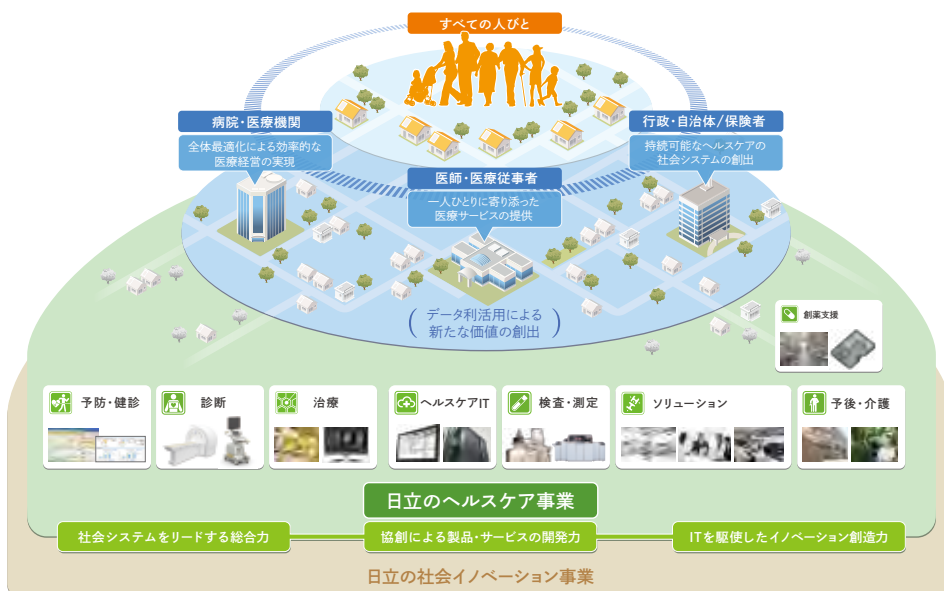 すべての人びと
病院・医療機関
全体最適化による効率的な
医療経営の実現
行政・自治体/保険者
持続可能なヘルスケアの
社会システムの創出
医師・医療従事者
一人ひとりに寄り添った
医療サービスの提供
データ利活用による
新たな価値の創出
創薬支援
予防・健診
診断
治療
ヘルスケアIT
検査・測定
ソリューション
予後・介護
日立のヘルスケア事業
社会システムをリードする総合力
協創による製品・サービスの開発力
ITを駆使したイノベーション創造力
日立の社会イノベーション事業